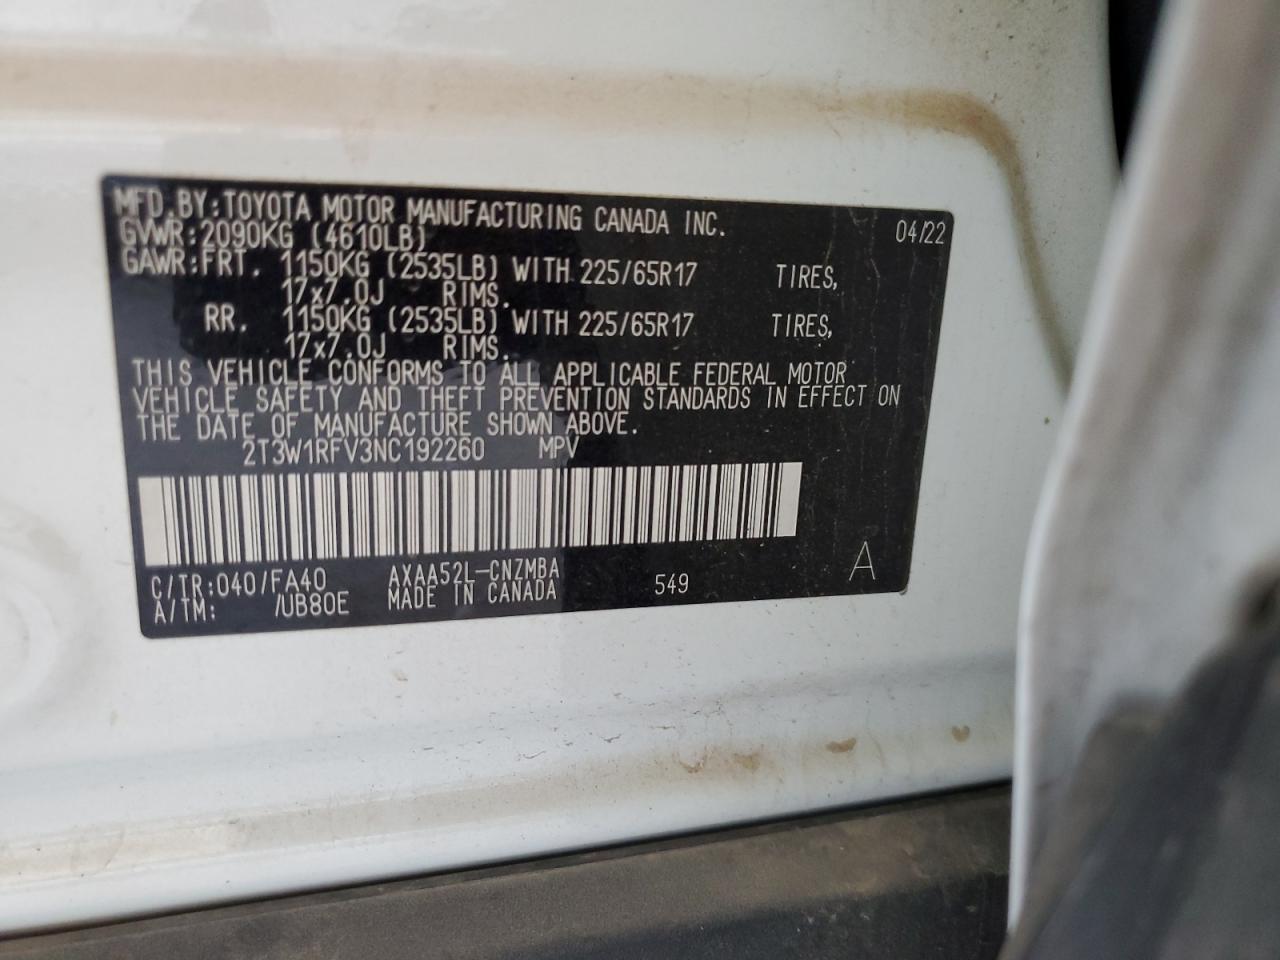 MFD.BY:TOYOTA MOTOR MANUFACTURING CANADA INC. 04/22
GVWR:2090KG (4610LB)
GAWR:FRT. 1150KG (2535LB) WITH 225/65R17 TIRES,
17x7.0J RIMS.
RR. 1150KG (2535LB) WITH 225/65R17 TIRES,
17x7.0J RIMS.
THIS VEHICLE CONFORMS TO ALL APPLICABLE FEDERAL MOTOR
VEHICLE SAFETY AND THEFT PREVENTION STANDARDS IN EFFECT ON
THE DATE OF MANUFACTURE SHOWN ABOVE.
2T3W1RFV3NC192260 MPV
C/TR:040/FA40 AXAA52L-CNZMBA 549 A
A/TM: /UB80E MADE IN CANADA